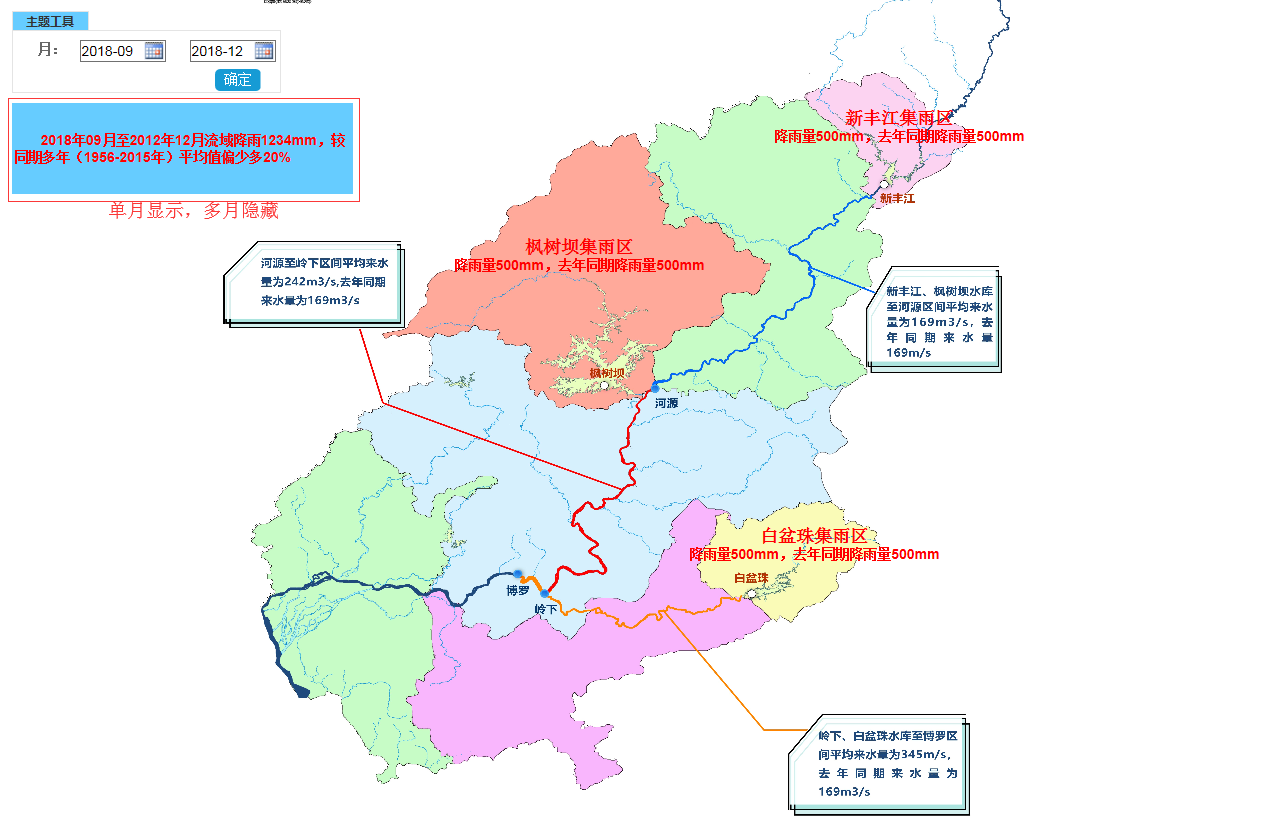 主题工具
月：
2018-09
2018-12
确定
2018年09月至2012年12月流域降雨1234mm，较
同期多年（1956-2015年）平均值偏少多20%
单月显示，多月隐藏
新丰江集雨区
降雨量500mm，去年同期降雨量500mm
新丰江
枫树坝集雨区
降雨量500mm，去年同期降雨量500mm
河源至岭下区间平均来水
量为242m3/s,去年同期
来水量为169m3/s
新丰江、枫树坝水库
至河源区间平均来水
量为169m3/s，去
年同期来水量
169m/s
枫树坝
河源
白盆珠集雨区
降雨量500mm，去年同期降雨量500mm
白盆珠
博罗
岭下
岭下、白盆珠水库至博罗区
间平均来水量为345m/s，
去年同期来水量为
169m3/s